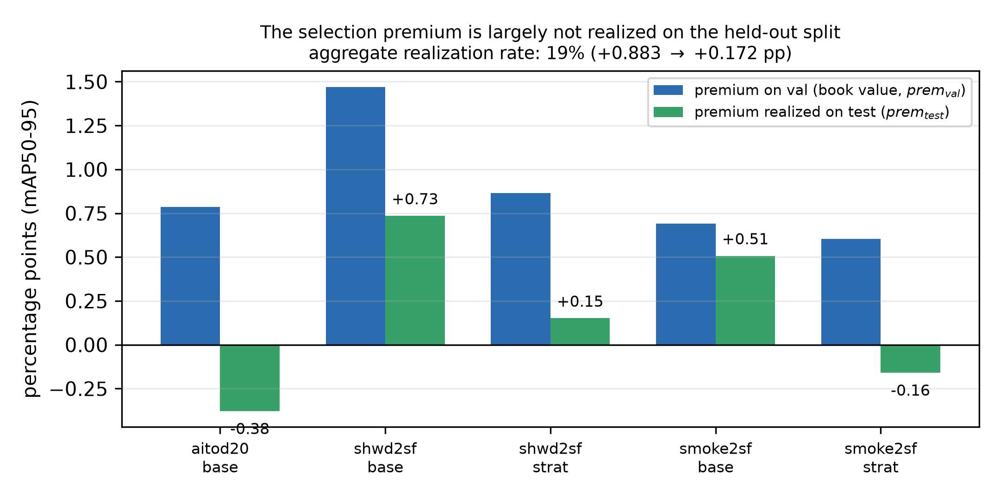 The selection premium is largely not realized on the held-out split
aggregate realization rate: 19% (+0.883 → +0.172 pp)
percentage points (mAP50-95)
1.50
1.25
1.00
0.75
0.50
0.25
0.00
−0.25
premium on val (book value, prem_val)
premium realized on test (prem_test)
-0.38
+0.73
+0.15
+0.51
-0.16
aitod20
base
shwd2sf
base
shwd2sf
strat
smoke2sf
base
smoke2sf
strat